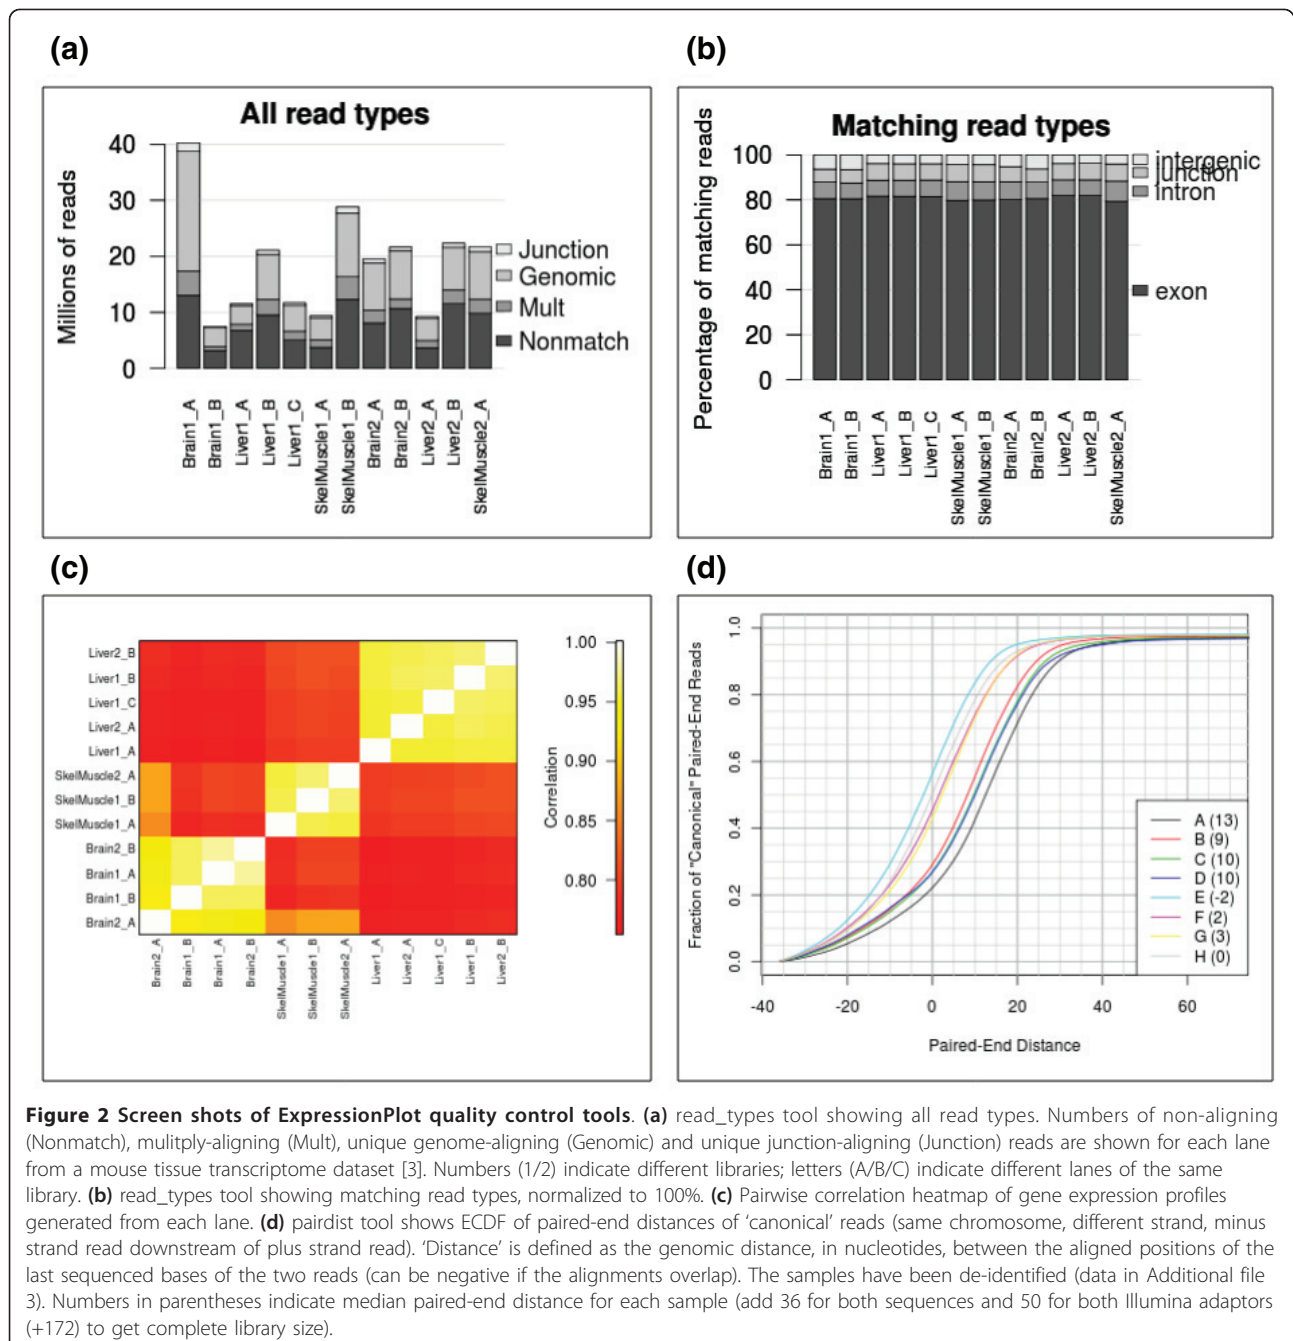 (a)
All read types
Millions of reads
40
30
20
10
0
Junction
Genomic
Mult
Nonmatch
Brain1_A
Brain1_B
Liver1_A
Liver1_B
Liver1_C
SkelMuscle1_A
SkelMuscle1_B
Brain2_A
Brain2_B
Liver2_A
Liver2_B
SkelMuscle2_A
(b)
Matching read types
Percentage of matching reads
100
80
60
40
20
0
intergenic
junction
Intron
exon
Brain1_A
Brain1_B
Liver1_A
Liver1_B
Liver1_C
SkelMuscle1_A
SkelMuscle1_B
Brain2_A
Brain2_B
Liver2_A
Liver2_B
SkelMuscle2_A
(c)
Liver2_B
Liver1_B
Liver1_C
Liver2_A
Liver1_A
SkelMuscle2_A
SkelMuscle1_B
SkelMuscle1_A
Brain2_B
Brain1_A
Brain1_B
Brain2_A
Brain2_A
Brain1_B
Brain1_A
Brain2_B
SkelMuscle1_A
SkelMuscle1_B
SkelMuscle2_A
Liver1_A
Liver2_A
Liver1_C
Liver1_B
Liver2_B
Correlation
1.00
0.95
0.90
0.85
0.80
(d)
Fraction of "Canonical" Paired-End Reads
1.0
0.8
0.6
0.4
0.2
0.0
A (13)
B (9)
C (10)
D (10)
E (-2)
F (2)
G (3)
H (0)
-40
-20
0
20
40
60
Paired-End Distance
Figure 2 Screen shots of ExpressionPlot quality control tools. (a) read_types tool showing all read types. Numbers of non-aligning
(Nonmatch), mulitply-aligning (Mult), unique genome-aligning (Genomic) and unique junction-aligning (Junction) reads are shown for each lane
from a mouse tissue transcriptome dataset [3]. Numbers (1/2) indicate different libraries; letters (A/B/C) indicate different lanes of the same
library. (b) read_types tool showing matching read types, normalized to 100%. (c) Pairwise correlation heatmap of gene expression profiles
generated from each lane. (d) pairdist tool shows ECDF of paired-end distances of 'canonical' reads (same chromosome, different strand, minus
strand read downstream of plus strand read). 'Distance' is defined as the genomic distance, in nucleotides, between the aligned positions of the
last sequenced bases of the two reads (can be negative if the alignments overlap). The samples have been de-identified (data in Additional file
3). Numbers in parentheses indicate median paired-end distance for each sample (add 36 for both sequences and 50 for both Illumina adaptors
(+172) to get complete library size).